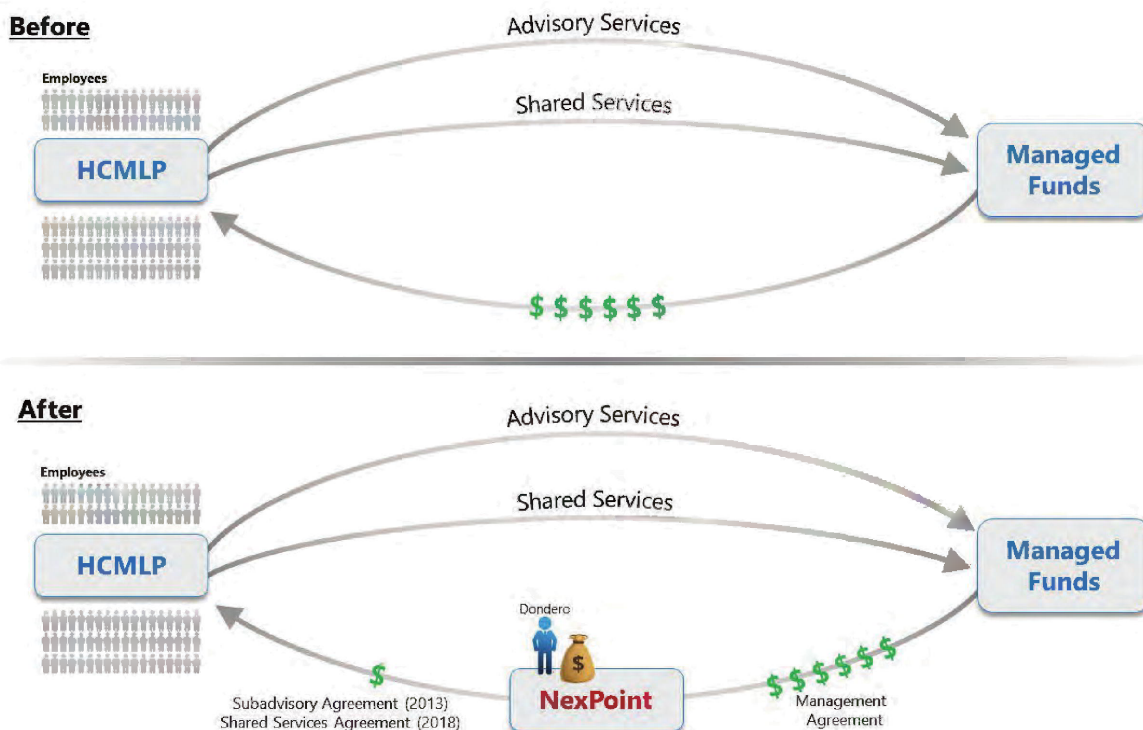 Before
Advisory Services
Employees
Shared Services
HCMLP
Managed
Funds
$ $ $ $ $ $
After
Advisory Services
Employees
Shared Services
HCMLP
Managed
Funds
Dondero
$
$
$ $ $ $ $ $
NexPoint
Subadvisory Agreement (2013)
Shared Services Agreement (2018)
Management
Agreement